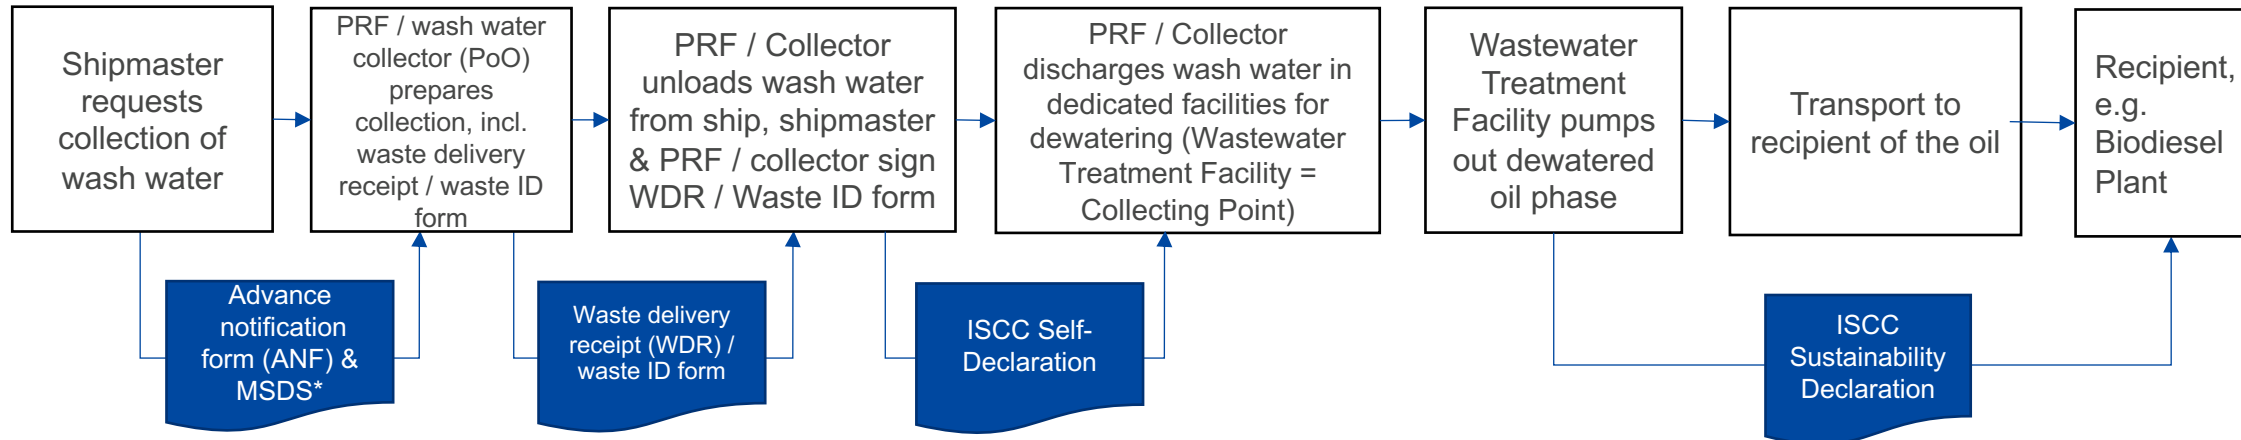 Shipmaster
requests
collection of
wash water
PRF / wash water
collector (PoO)
prepares
collection, incl.
waste delivery
receipt / waste ID
form
PRF / Collector
unloads wash water
from ship, shipmaster
& PRF / collector sign
WDR / Waste ID form
PRF / Collector
discharges wash water in
dedicated facilities for
dewatering (Wastewater
Treatment Facility =
Collecting Point)
Wastewater
Treatment
Facility pumps
out dewatered
oil phase
Transport to
recipient of the oil
Recipient,
e.g.
Biodiesel
Plant
Advance
notification
form (ANF) &
MSDS*
Waste delivery
receipt (WDR) /
waste ID form
ISCC Self-
Declaration
ISCC
Sustainability
Declaration